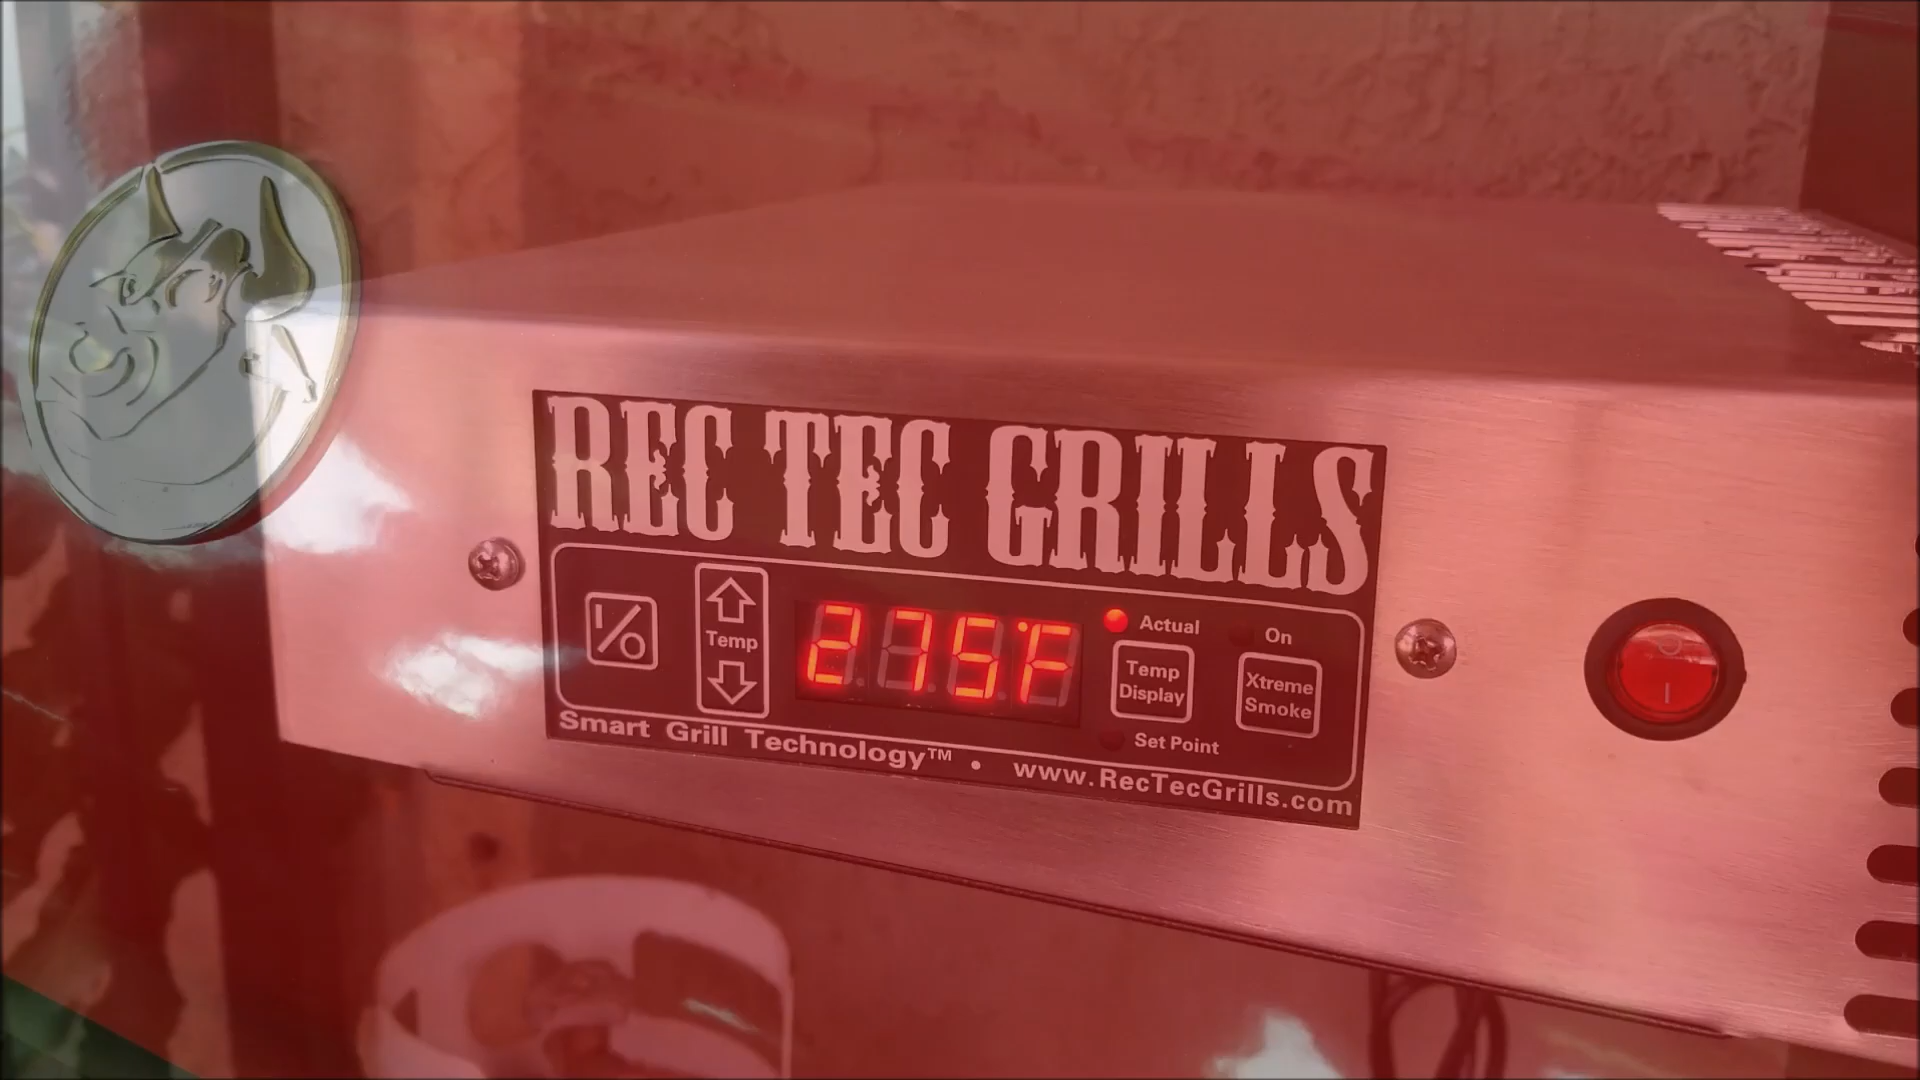 REC TEC GRILLS
Temp
275°F
Actual
On
Temp
Display
Xtreme
Smoke
Set Point
Smart Grill Technology™ • www.RecTecGrills.com